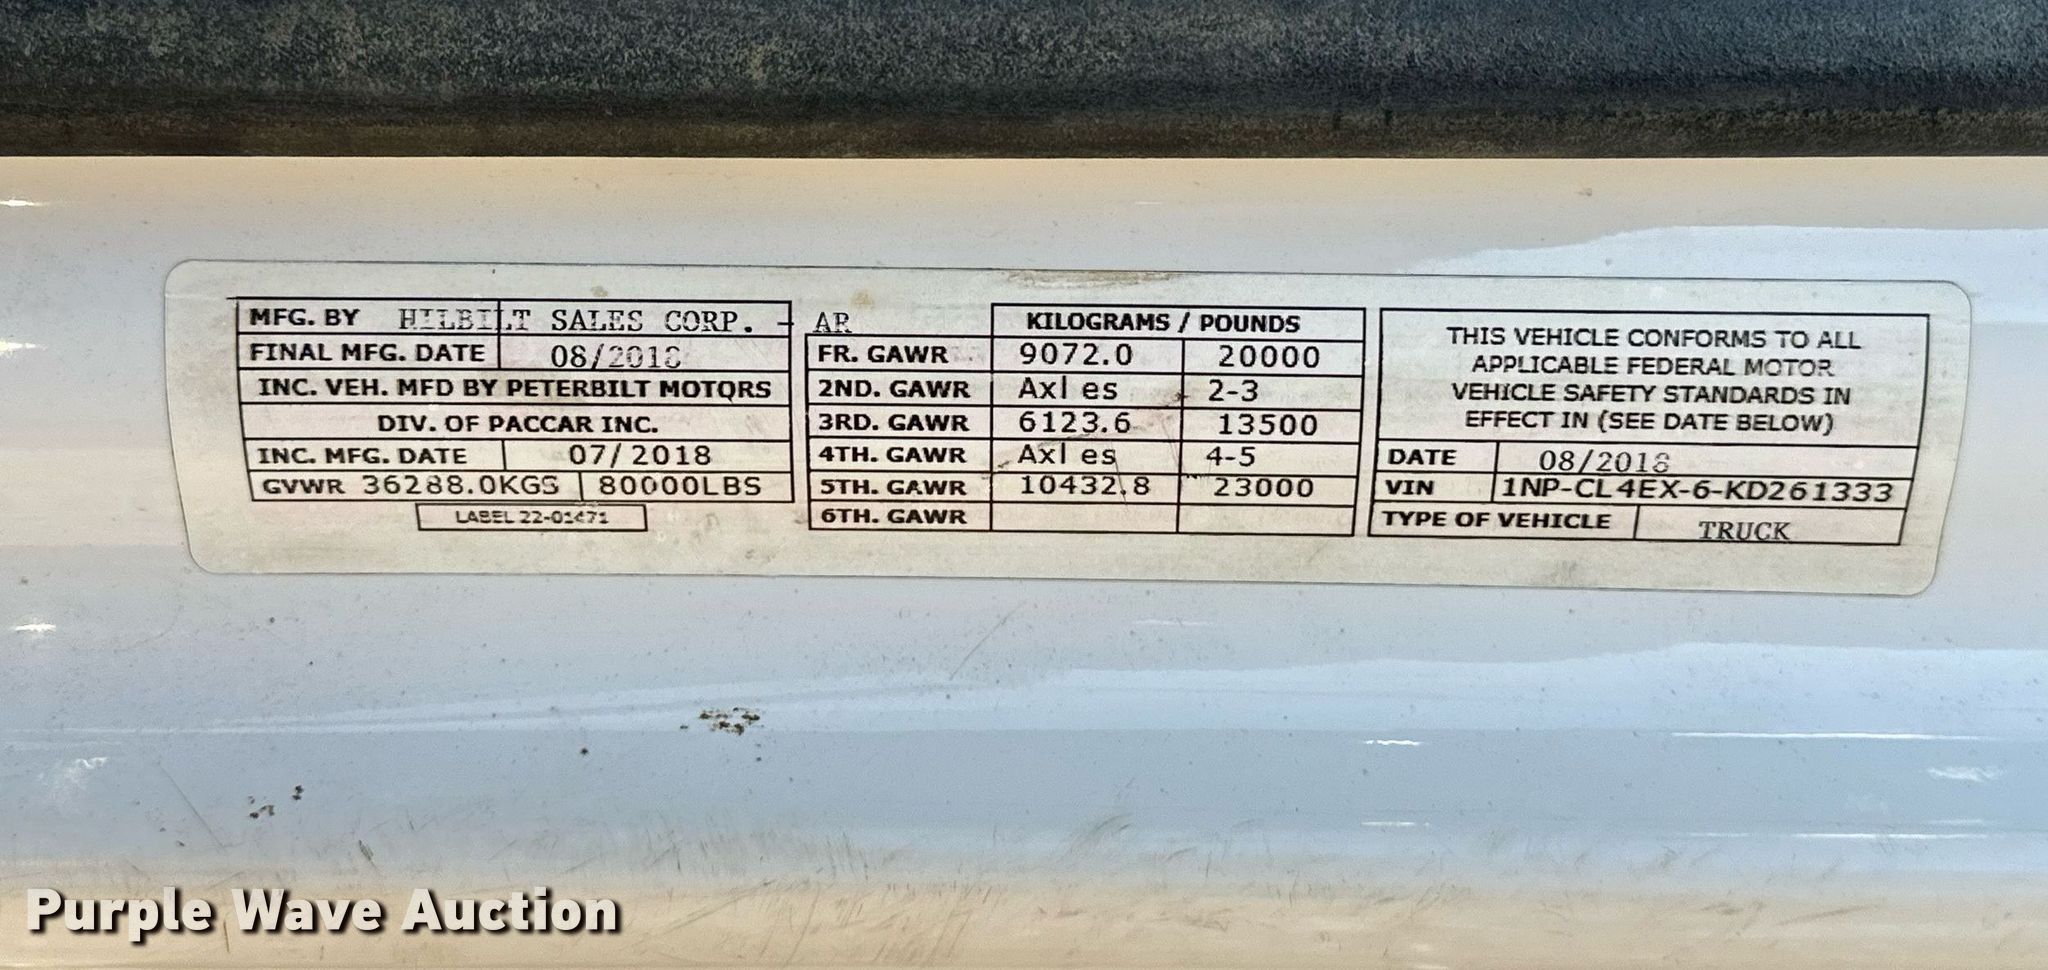 MFG. BY HILBILT SALES CORP. - AR
FINAL MFG. DATE 08/2018
INC. VEH. MFD BY PETERBILT MOTORS
DIV. OF PACCAR INC.
INC. MFG. DATE 07/2018
GVWR 36288.0KGS 80000LBS
LABEL 22-01471
KILOGRAMS / POUNDS
FR. GAWR 9072.0 20000
2ND. GAWR Axles 2-3
3RD. GAWR 6123.6 13500
4TH. GAWR Axles 4-5
5TH. GAWR 10432.8 23000
6TH. GAWR
THIS VEHICLE CONFORMS TO ALL
APPLICABLE FEDERAL MOTOR
VEHICLE SAFETY STANDARDS IN
EFFECT IN (SEE DATE BELOW)
DATE 08/2018
VIN 1NP-CL4EX-6-KD261333
TYPE OF VEHICLE TRUCK
Purple Wave Auction